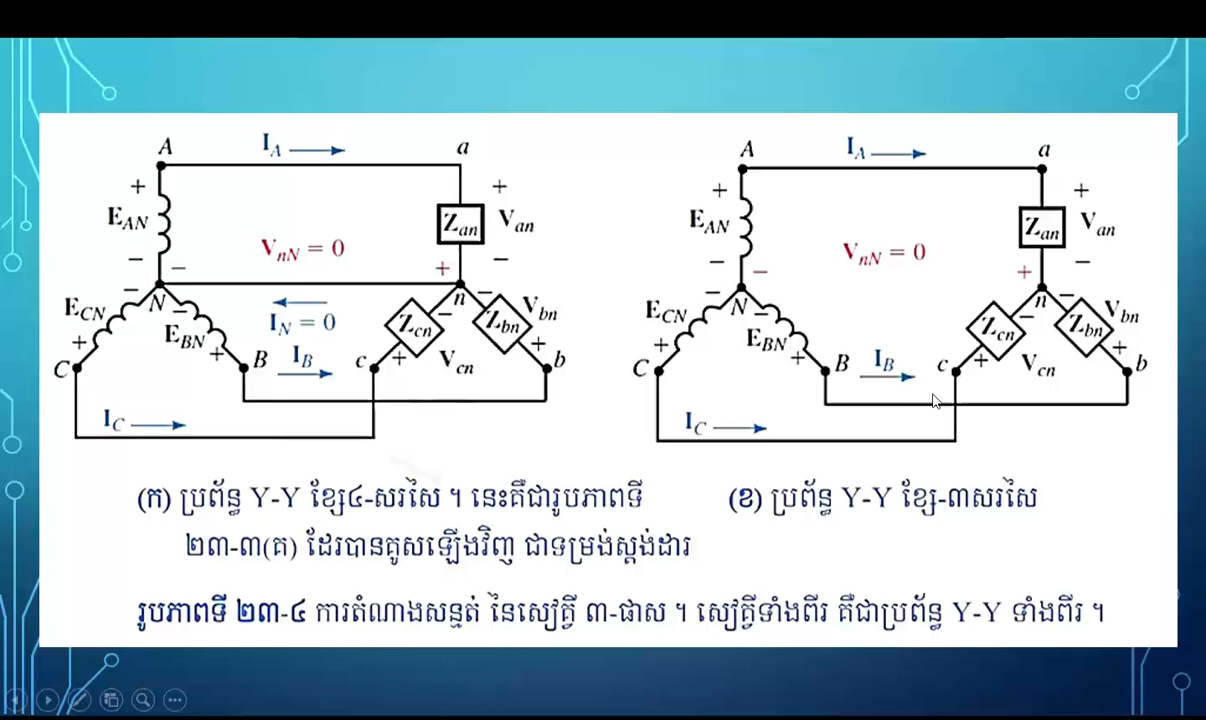 A I_A a A I_A a
+ + + +
E_AN Z_an V_an E_AN Z_an V_an
V_nN = 0 V_nN = 0
− − + − − − + −
− N − n − − N − n −
E_CN I_N = 0 Z_cn Z_bn V_bn E_CN Z_cn Z_bn V_bn
E_BN − E_BN −
+ + I_B + + + + I_B + +
C B c V_cn b C B c V_cn b
I_C I_C
(ក) ប្រព័ន្ធ Y-Y ខ្សែ៤-សរសៃ ។ នេះគឺជារូបភាពទី (ខ) ប្រព័ន្ធ Y-Y ខ្សែ-៣សរសៃ
២៣-៣(គ) ដែរបានគូសឡើងវិញ ជាទម្រង់ស្តង់ដារ
រូបភាពទី ២៣-៤ ការតំណាងសន្មត់ នៃសៀគ្វី ៣-ផាស ។ សៀគ្វីទាំងពីរ គឺជាប្រព័ន្ធ Y-Y ទាំងពីរ ។